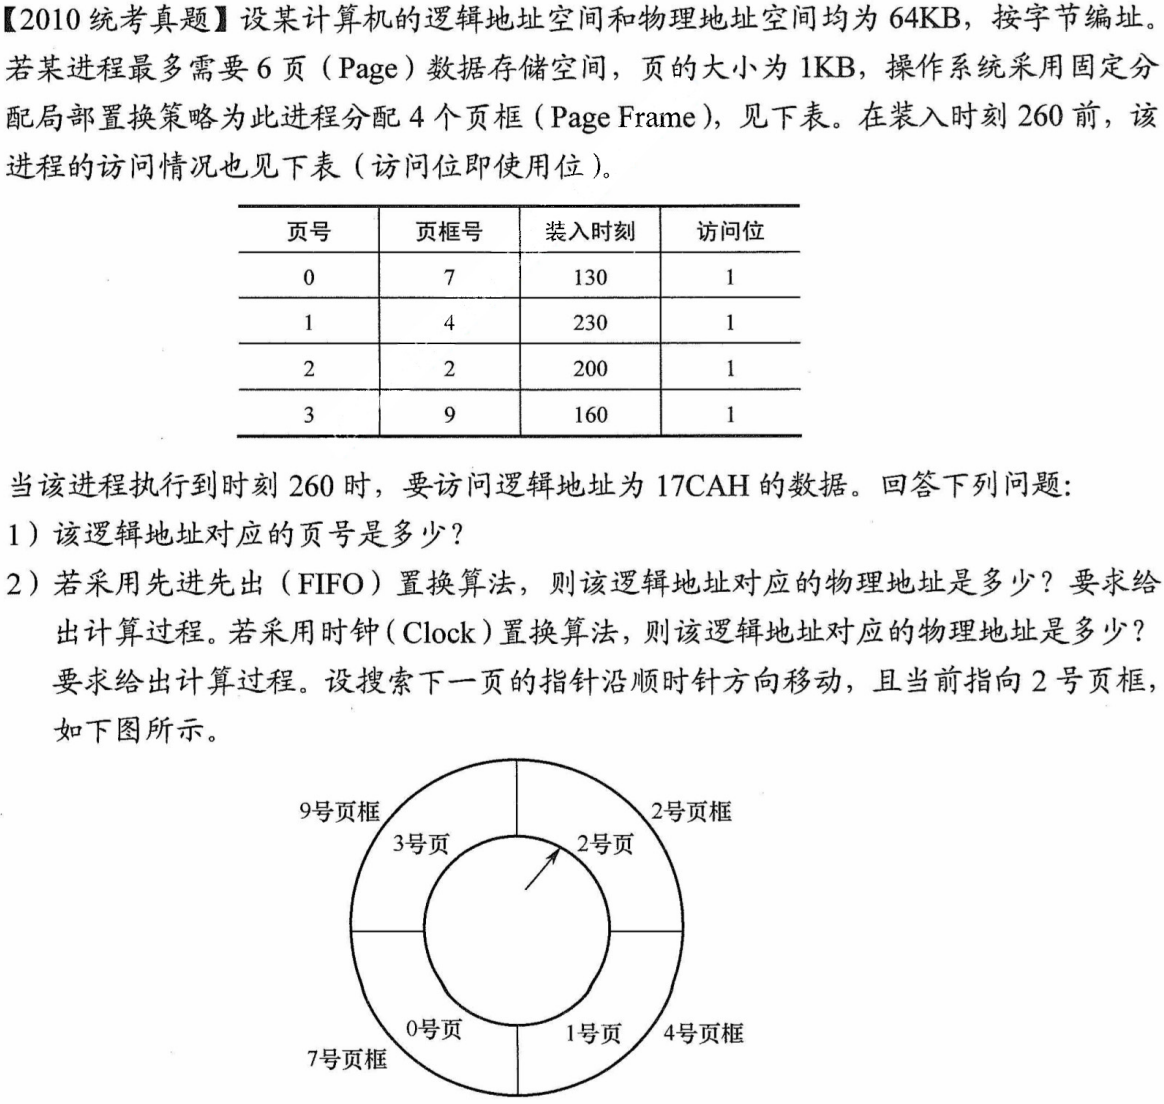 【2010 统考真题】设某计算机的逻辑地址空间和物理地址空间均为 64KB，按字节编址。
若某进程最多需要 6 页（Page）数据存储空间，页的大小为 1KB，操作系统采用固定分
配局部置换策略为此进程分配 4 个页框（Page Frame），见下表。在装入时刻 260 前，该
进程的访问情况也见下表（访问位即使用位）。
页号 页框号 装入时刻 访问位
0 7 130 1
1 4 230 1
2 2 200 1
3 9 160 1
当该进程执行到时刻 260 时，要访问逻辑地址为 17CAH 的数据。回答下列问题：
1）该逻辑地址对应的页号是多少？
2）若采用先进先出（FIFO）置换算法，则该逻辑地址对应的物理地址是多少？要求给
出计算过程。若采用时钟（Clock）置换算法，则该逻辑地址对应的物理地址是多少？
要求给出计算过程。设搜索下一页的指针沿顺时针方向移动，且当前指向 2 号页框，
如下图所示。
9号页框 2号页框
3号页 2号页
0号页 1号页 4号页框
7号页框